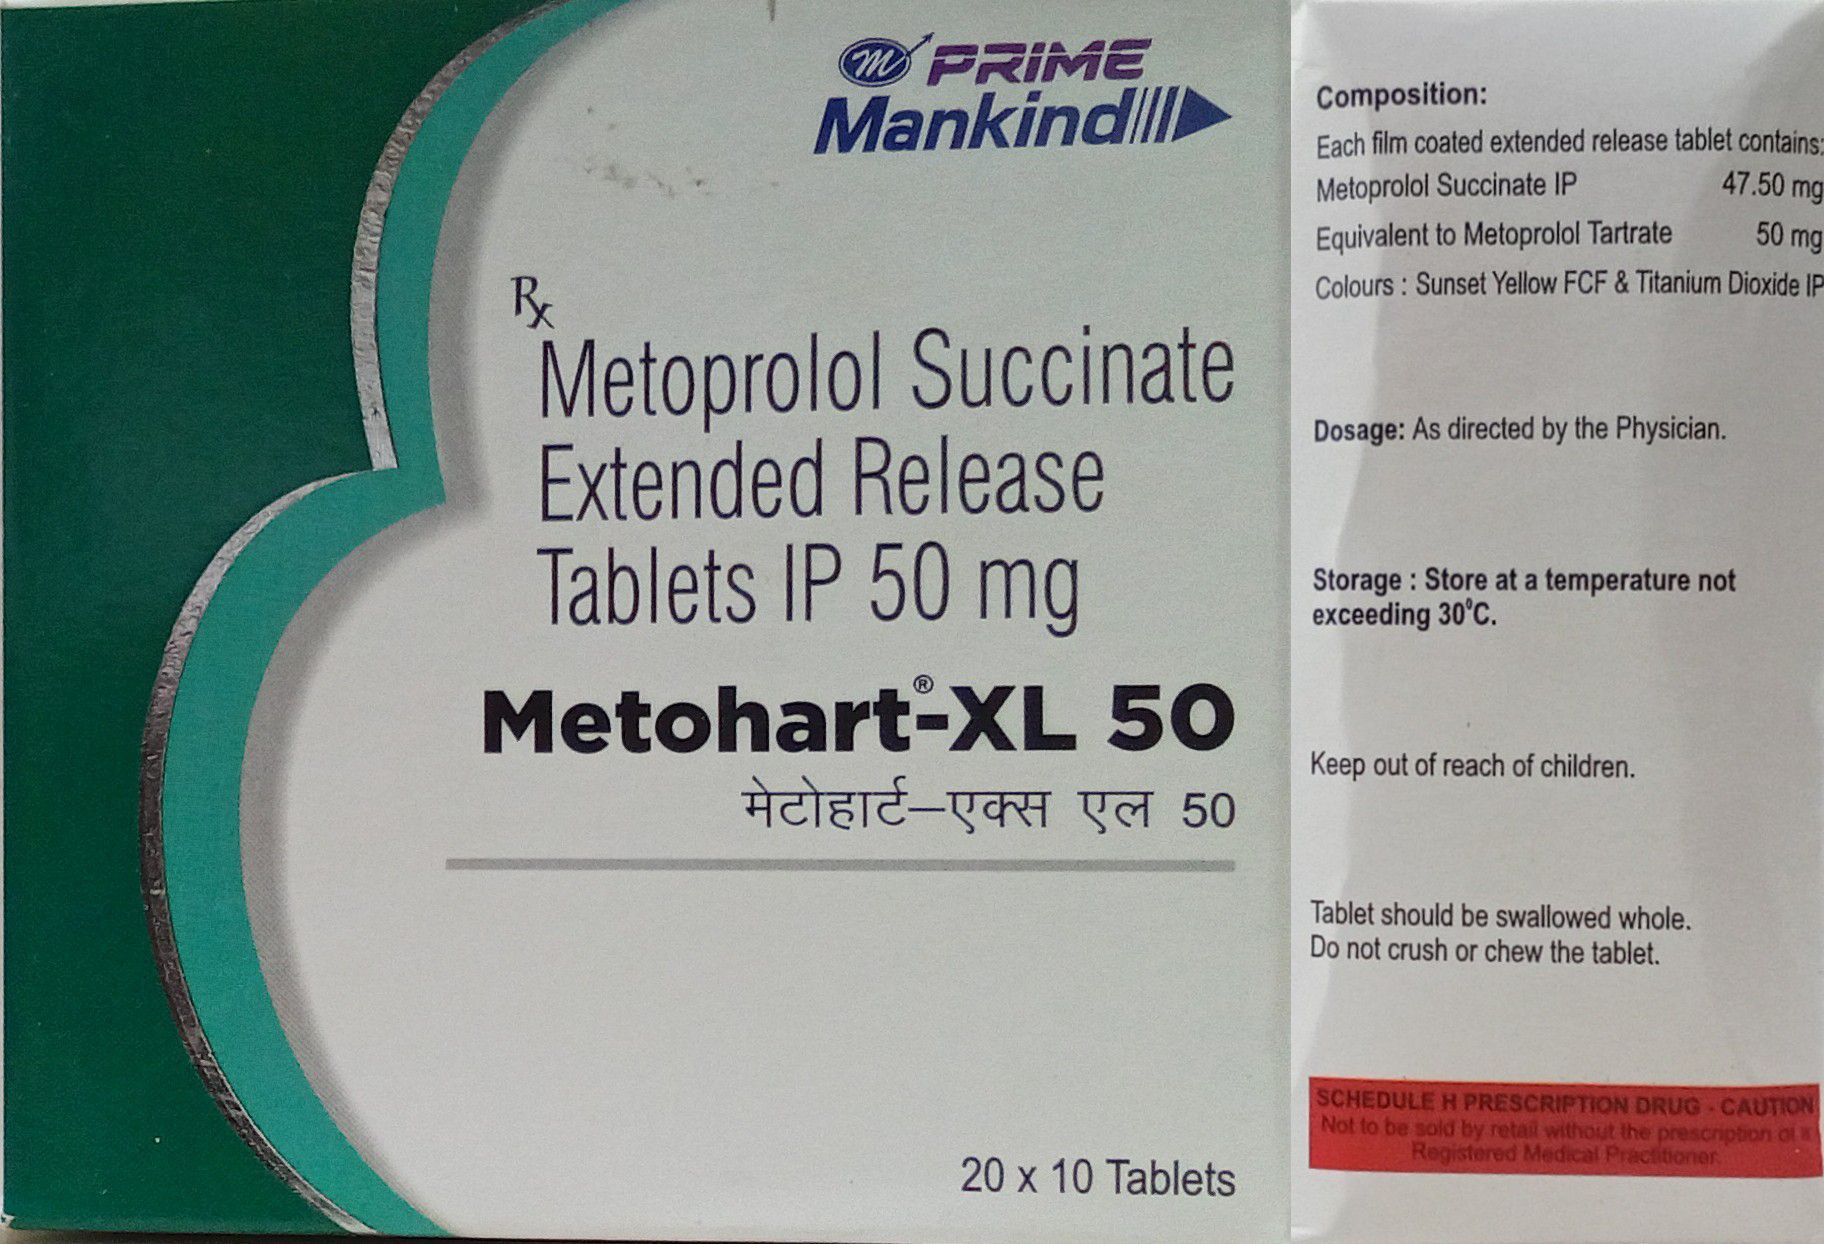 m PRIME
Mankind
Rx
Metoprolol Succinate
Extended Release
Tablets IP 50 mg
Metohart®-XL 50
मेटोहार्ट–एक्स एल 50
20 x 10 Tablets
Composition:
Each film coated extended release tablet contains:
Metoprolol Succinate IP 47.50 mg
Equivalent to Metoprolol Tartrate 50 mg
Colours : Sunset Yellow FCF & Titanium Dioxide IP
Dosage: As directed by the Physician.
Storage : Store at a temperature not
exceeding 30⁰C.
Keep out of reach of children.
Tablet should be swallowed whole.
Do not crush or chew the tablet.
SCHEDULE H PRESCRIPTION DRUG - CAUTION
Not to be sold by retail without the prescription of a
Registered Medical Practitioner.